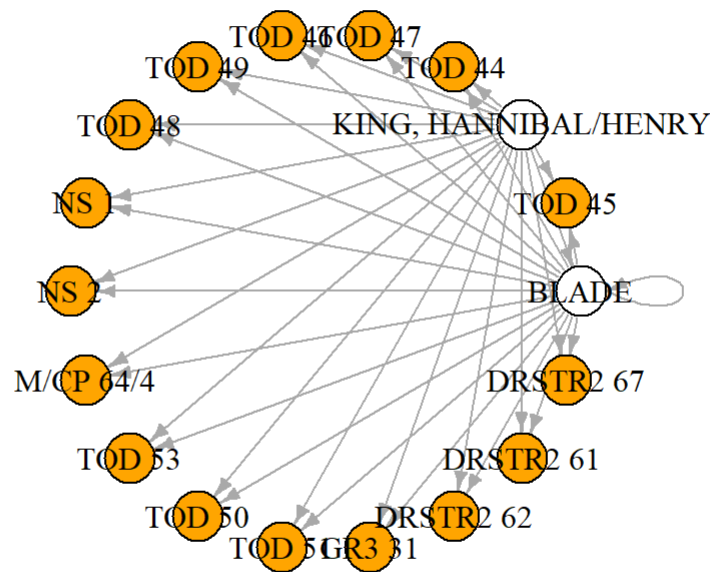 TOD 46
TOD 47
TOD 49
TOD 44
TOD 48
KING, HANNIBAL/HENRY
NS 1
TOD 45
NS 2
BLADE
M/CP 64/4
DRSTR2 67
TOD 53
DRSTR2 61
TOD 50
DRSTR2 62
TOD 51
GR3 31